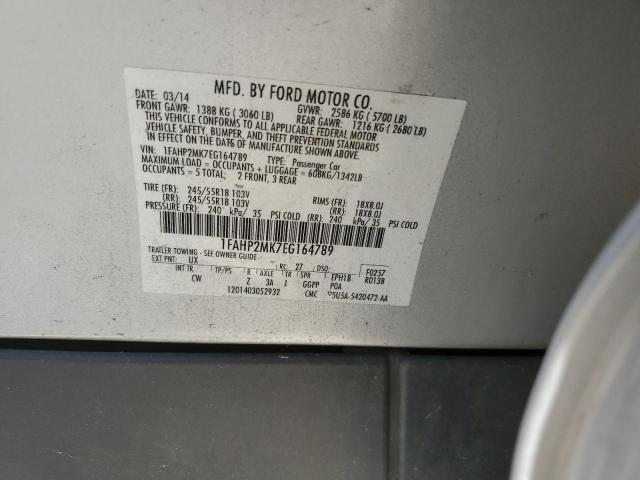 MFD. BY FORD MOTOR CO.
DATE: 03/14 GVWR: 2586 KG ( 5700 LB)
FRONT GAWR: 1388 KG ( 3060 LB) REAR GAWR: 1216 KG ( 2680 LB)
THIS VEHICLE CONFORMS TO ALL APPLICABLE FEDERAL MOTOR
VEHICLE SAFETY, BUMPER, AND THEFT PREVENTION STANDARDS
IN EFFECT ON THE DATE OF MANUFACTURE SHOWN ABOVE.
VIN: 1FAHP2MK7EG164789 TYPE: Passenger Car
MAXIMUM LOAD = OCCUPANTS + LUGGAGE = 608KG/1342LB
OCCUPANTS = 5 TOTAL; 2 FRONT, 3 REAR
TIRE (FR): 245/55R18 103V RIMS (FR): 18X8.0J
(RR): 245/55R18 103V (RR): 18X8.0J
PRESSURE (FR): 240 kPa/ 35 PSI COLD (RR): 240 kPa/ 35 PSI COLD
1FAHP2MK7EG164789
TRAILER TOWING - SEE OWNER GUIDE
EXT PNT: UX RC: 27 DSO: F0257
INT TR TP/PS R AXLE TR SPR EPH1B R0138
CW Z 3A J GGPP POA
1201403052932 CMC 5U5A-5420472-AA